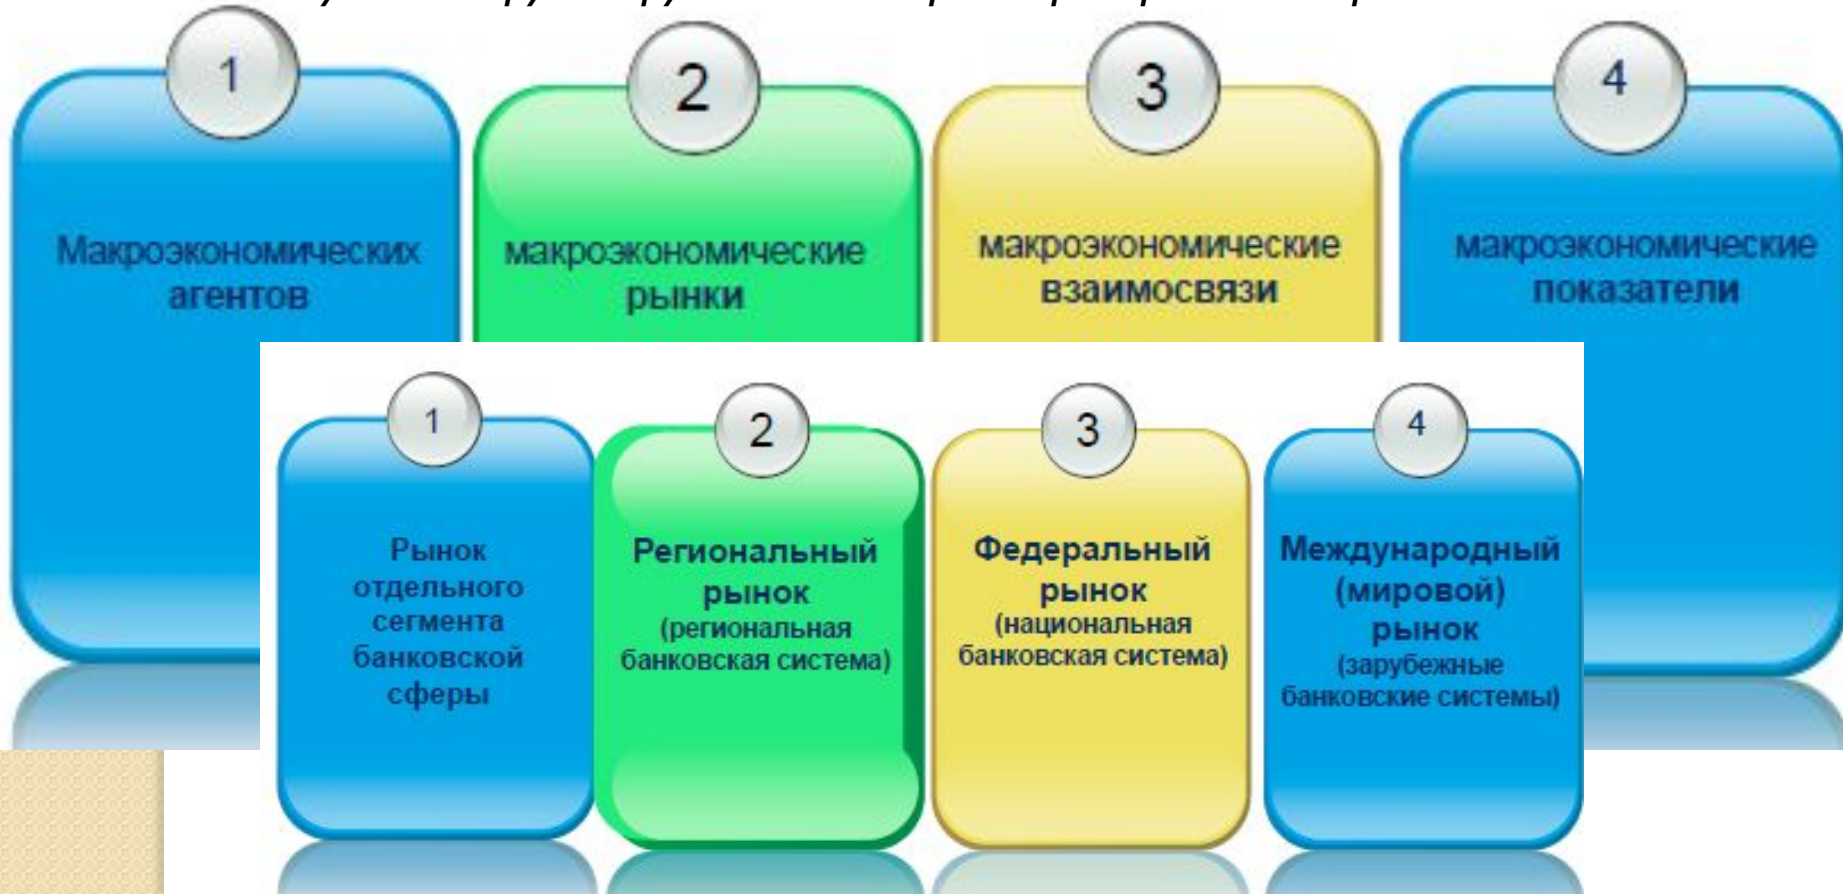 1
Макроэкономических
агентов
2
макроэкономические
рынки
3
макроэкономические
взаимосвязи
4
макроэкономические
показатели
1
Рынок
отдельного
сегмента
банковской
сферы
2
Региональный
рынок
(региональная
банковская система)
3
Федеральный
рынок
(национальная
банковская система)
4
Международный
(мировой)
рынок
(зарубежные
банковские системы)